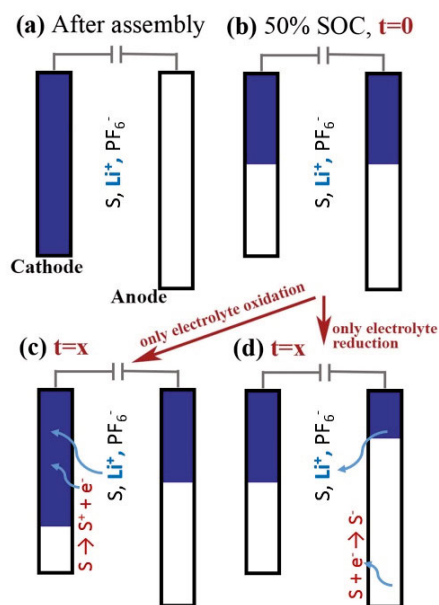 (a) After assembly
(b) 50% SOC, t=0
S, Li⁺, PF₆⁻
S, Li⁺, PF₆⁻
Cathode
Anode
only electrolyte oxidation
only electrolyte
reduction
(c) t=x
(d) t=x
S, Li⁺, PF₆⁻
S, Li⁺, PF₆⁻
S → S⁺ + e⁻
S + e⁻ → S⁻